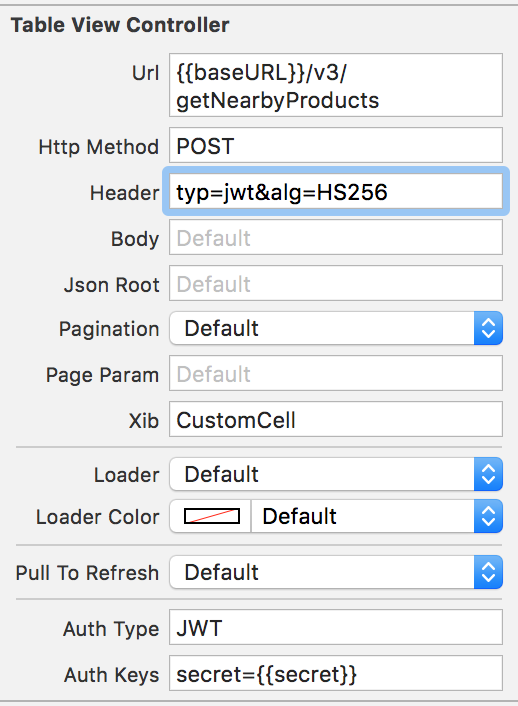 Table View Controller
Url {{baseURL}}/v3/
getNearbyProducts
Http Method POST
Header typ=jwt&alg=HS256
Body Default
Json Root Default
Pagination Default
Page Param Default
Xib CustomCell
Loader Default
Loader Color Default
Pull To Refresh Default
Auth Type JWT
Auth Keys secret={{secret}}